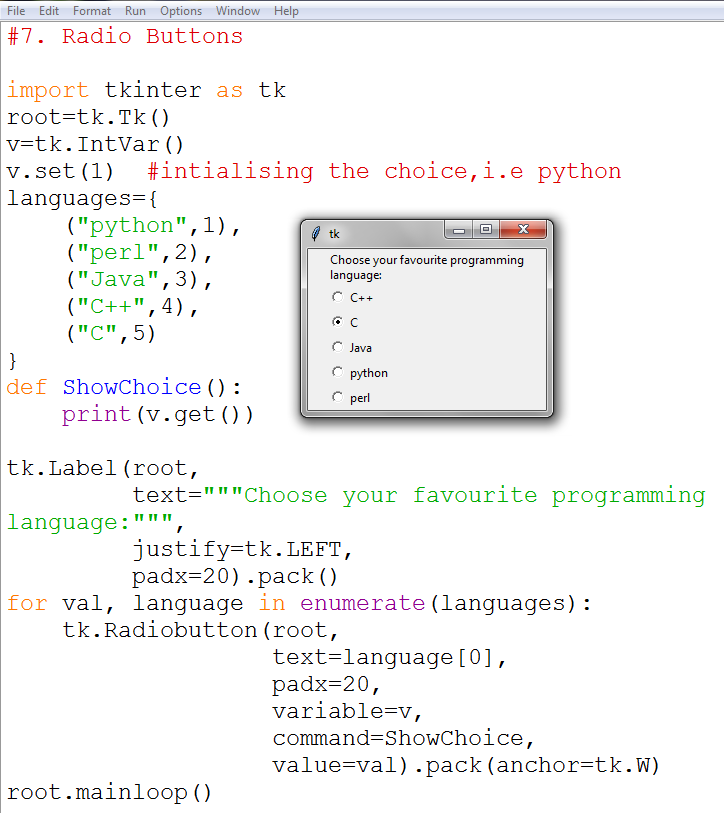 File Edit Format Run Options Window Help
#7. Radio Buttons
import tkinter as tk
root=tk.Tk()
v=tk.IntVar()
v.set(1)  #intialising the choice,i.e python
languages={
    ("python",1),
    ("perl",2),
    ("Java",3),
    ("C++",4),
    ("C",5)
}
def ShowChoice():
    print(v.get())
tk.Label(root,
         text="""Choose your favourite programming
language:""",
         justify=tk.LEFT,
         padx=20).pack()
for val, language in enumerate(languages):
    tk.Radiobutton(root,
                   text=language[0],
                   padx=20,
                   variable=v,
                   command=ShowChoice,
                   value=val).pack(anchor=tk.W)
root.mainloop()
tk
Choose your favourite programming
language:
C++
C
Java
python
perl